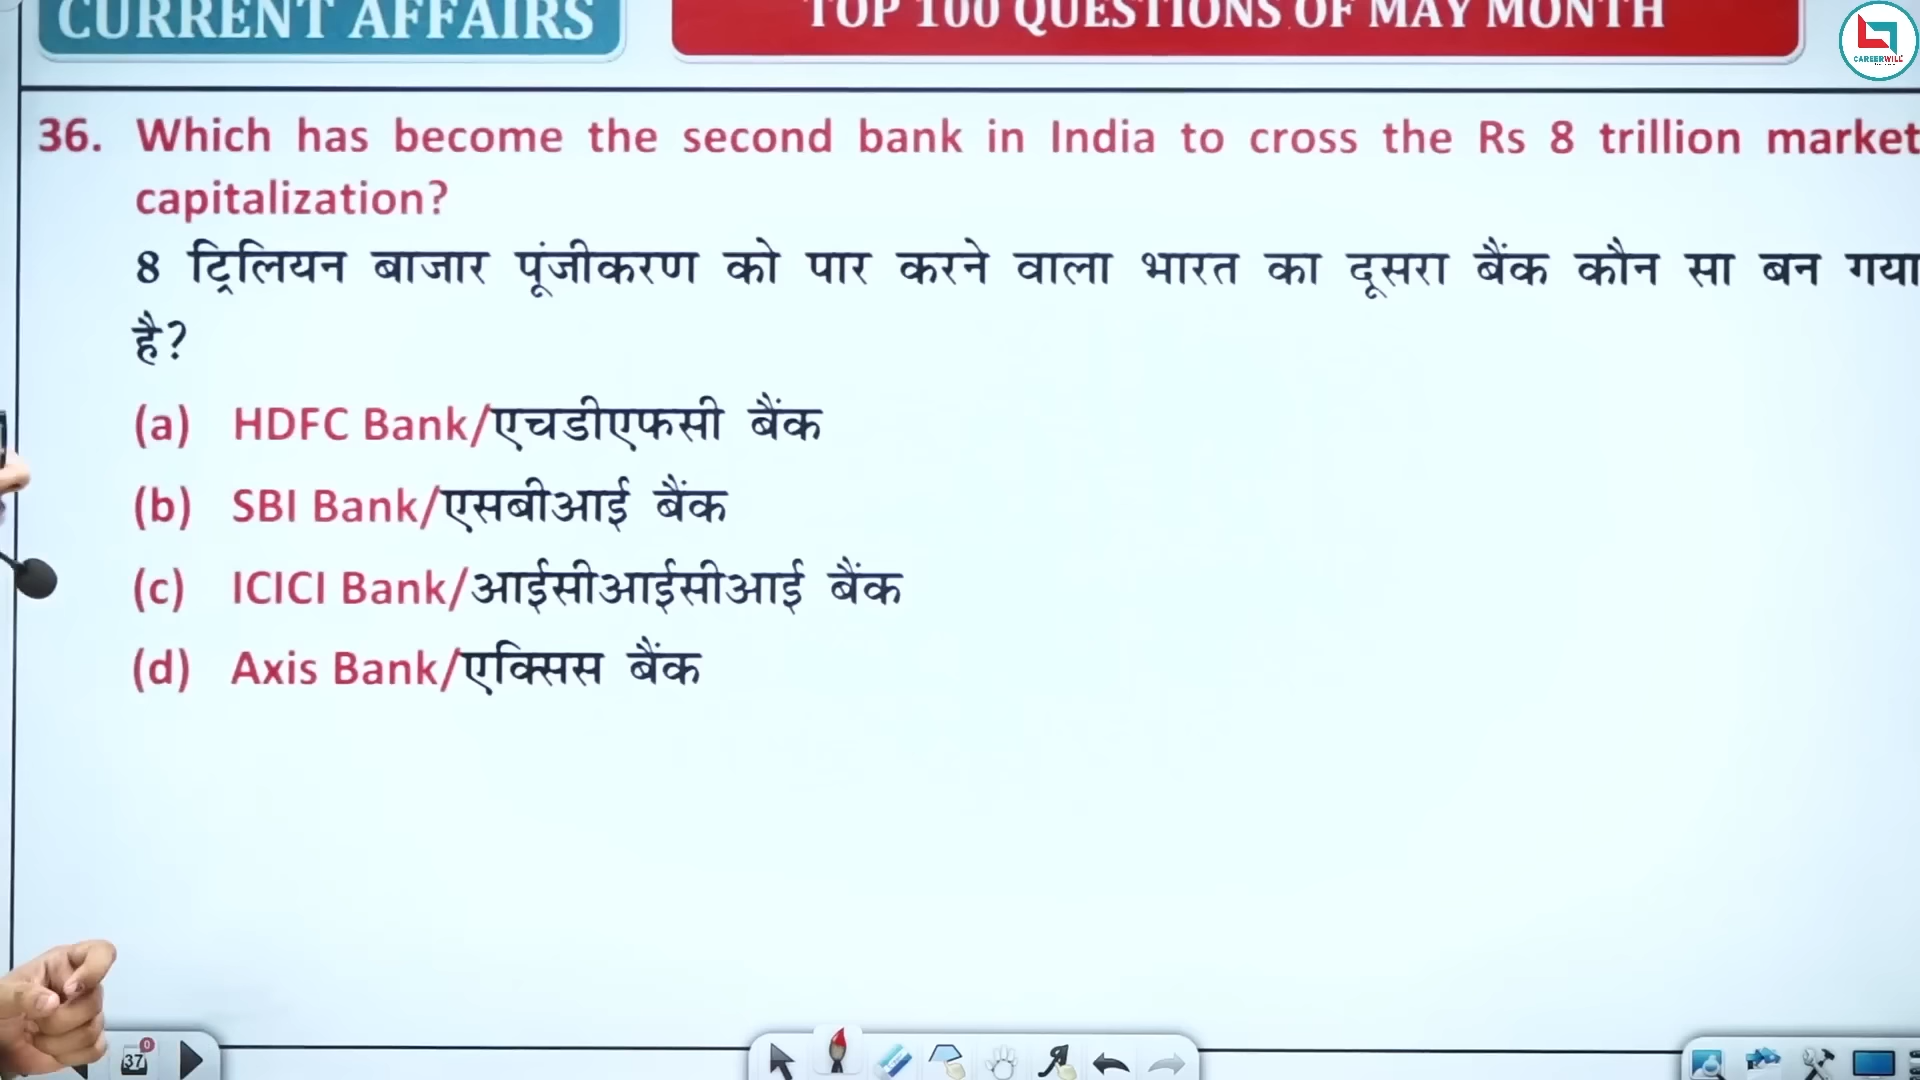 CURRENT AFFAIRS
TOP 100 QUESTIONS OF MAY MONTH
CAREERWILL
36. Which has become the second bank in India to cross the Rs 8 trillion market
capitalization?
8 ट्रिलियन बाजार पूंजीकरण को पार करने वाला भारत का दूसरा बैंक कौन सा बन गया
है?
(a) HDFC Bank/एचडीएफसी बैंक
(b) SBI Bank/एसबीआई बैंक
(c) ICICI Bank/आईसीआईसीआई बैंक
(d) Axis Bank/एक्सिस बैंक
37
0